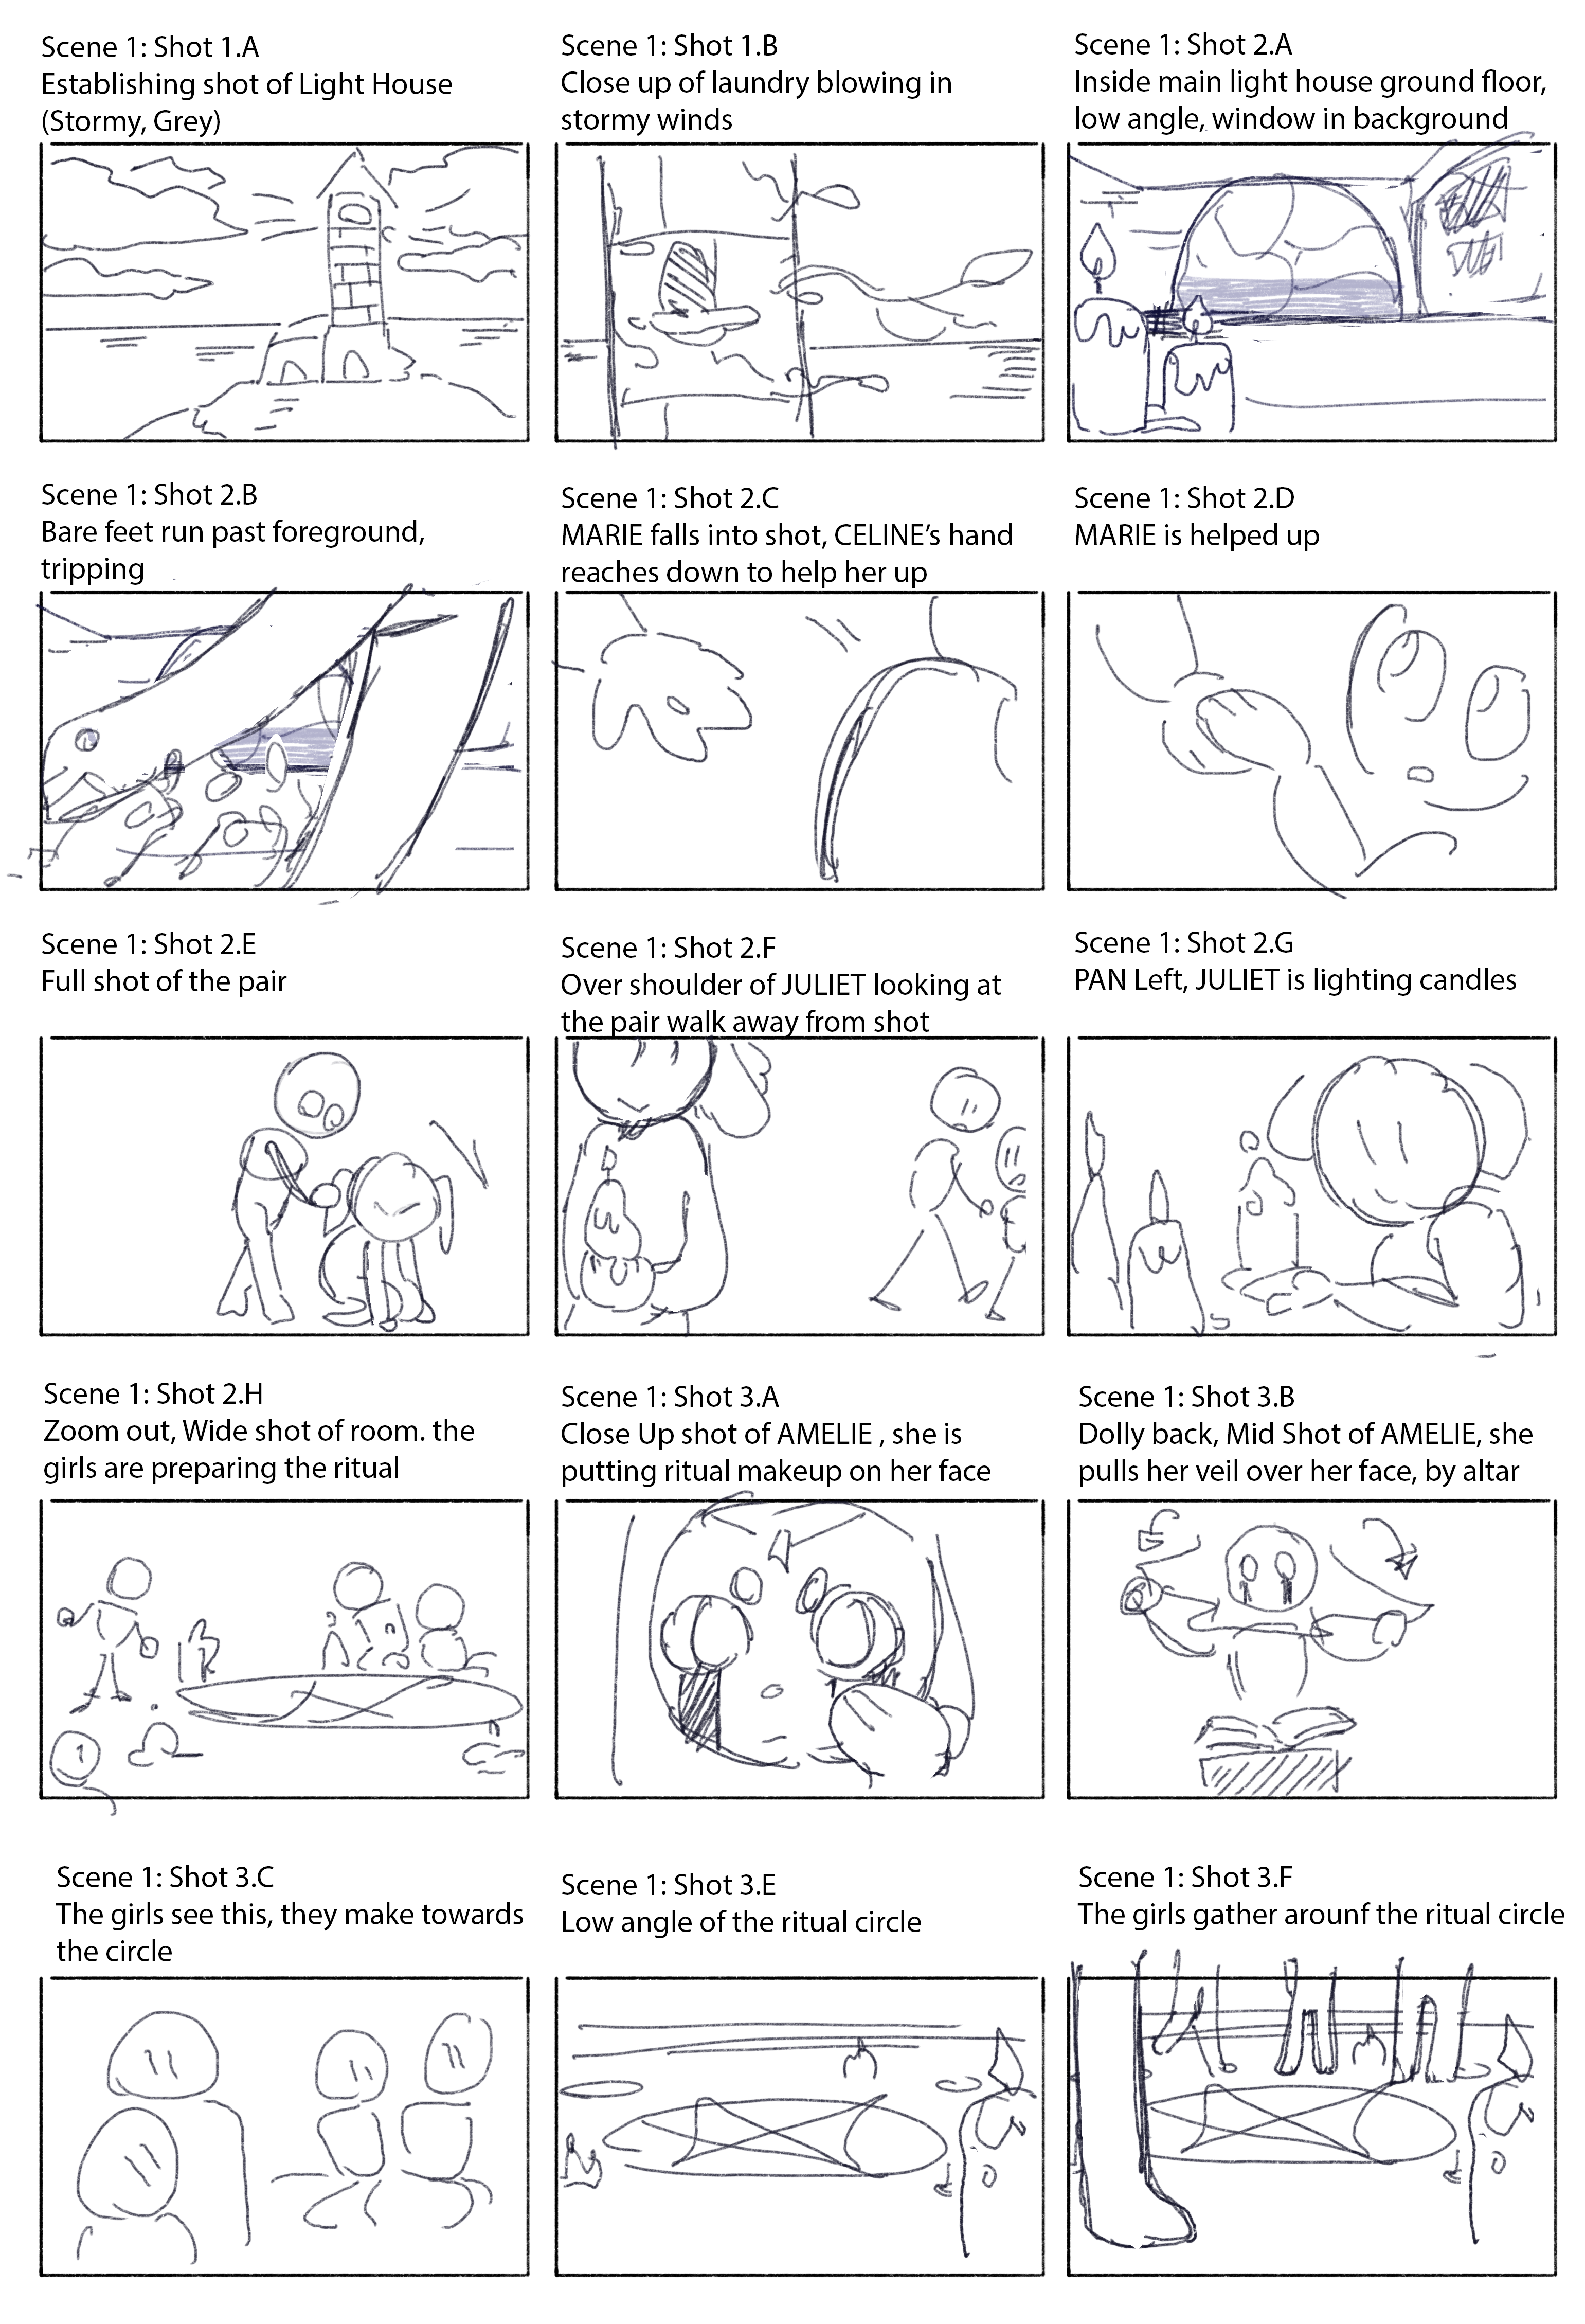 Scene 1: Shot 1.A
Establishing shot of Light House
(Stormy, Grey)
Scene 1: Shot 1.B
Close up of laundry blowing in
stormy winds
Scene 1: Shot 2.A
Inside main light house ground floor,
low angle, window in background
Scene 1: Shot 2.B
Bare feet run past foreground,
tripping
Scene 1: Shot 2.C
MARIE falls into shot, CELINE’s hand
reaches down to help her up
Scene 1: Shot 2.D
MARIE is helped up
Scene 1: Shot 2.E
Full shot of the pair
Scene 1: Shot 2.F
Over shoulder of JULIET looking at
the pair walk away from shot
Scene 1: Shot 2.G
PAN Left, JULIET is lighting candles
Scene 1: Shot 2.H
Zoom out, Wide shot of room. the
girls are preparing the ritual
Scene 1: Shot 3.A
Close Up shot of AMELIE , she is
putting ritual makeup on her face
Scene 1: Shot 3.B
Dolly back, Mid Shot of AMELIE, she
pulls her veil over her face, by altar
Scene 1: Shot 3.C
The girls see this, they make towards
the circle
Scene 1: Shot 3.E
Low angle of the ritual circle
Scene 1: Shot 3.F
The girls gather arounf the ritual circle